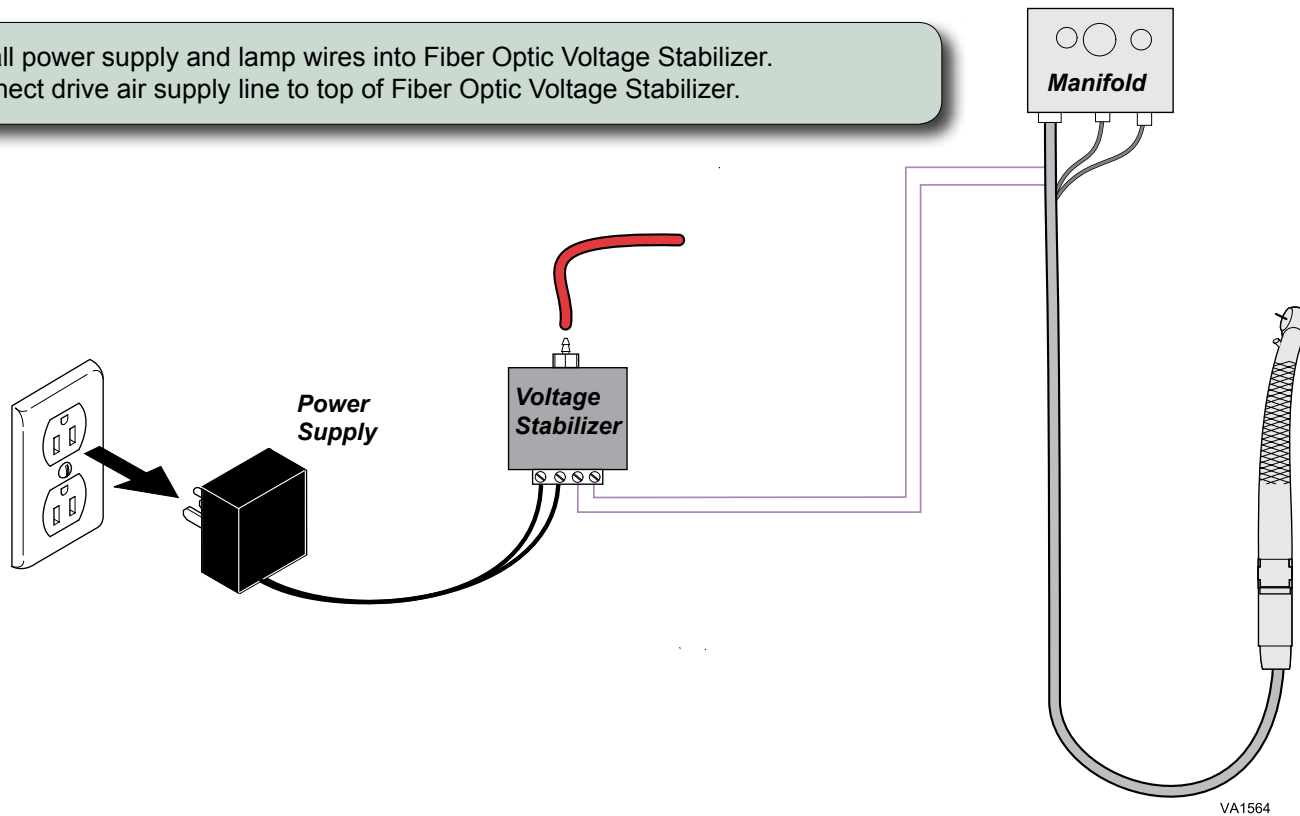 all power supply and lamp wires into Fiber Optic Voltage Stabilizer.
nect drive air supply line to top of Fiber Optic Voltage Stabilizer.
Manifold
Power
Supply
Voltage
Stabilizer
VA1564